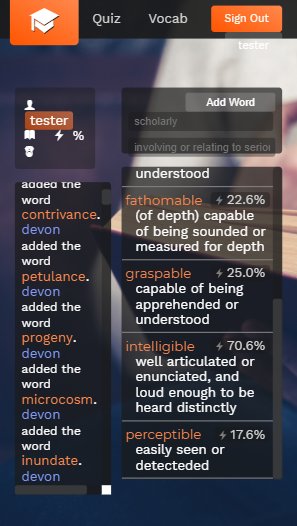 Quiz
Vocab
Sign Out
tester
tester
%
added the
word
contrivance.
devon
added the
word
petulance.
devon
added the
word
progeny.
devon
added the
word
microcosm.
devon
added the
word
inundate.
devon
Add Word
scholarly
involving or relating to serior
understood
fathomable 22.6%
(of depth) capable
of being sounded or
measured for depth
graspable 25.0%
capable of being
apprehended or
understood
intelligible 70.6%
well articulated or
enunciated, and
loud enough to be
heard distinctly
perceptible 17.6%
easily seen or
detecteded